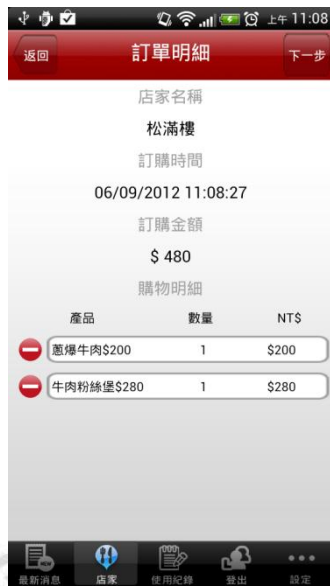 上午 11:08
返回
訂單明細
下一步
店家名稱
松滿樓
訂購時間
06/09/2012 11:08:27
訂購金額
$ 480
購物明細
產品 數量 NT$
蔥爆牛肉$200 1 $200
牛肉粉絲堡$280 1 $280
最新消息 店家 使用紀錄 登出 設定